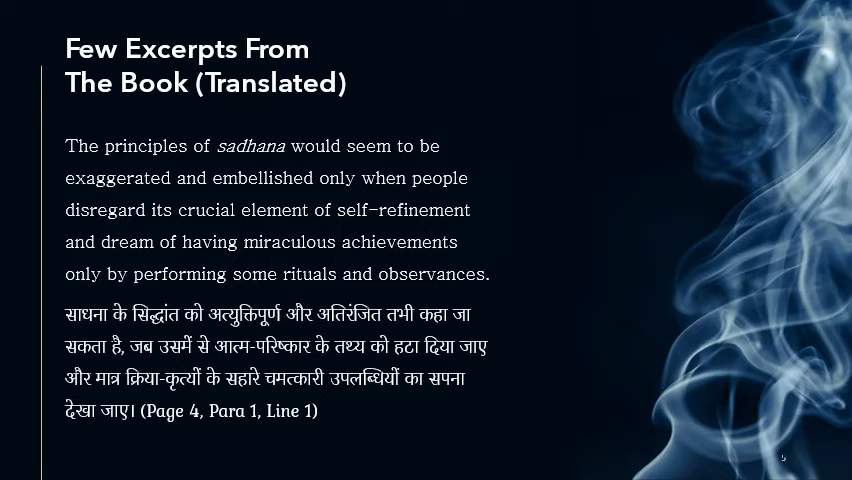 Few Excerpts From
The Book (Translated)
The principles of sadhana would seem to be
exaggerated and embellished only when people
disregard its crucial element of self-refinement
and dream of having miraculous achievements
only by performing some rituals and observances.
साधना के सिद्धांत को अत्युक्तिपूर्ण और अतिरंजित तभी कहा जा
सकता है, जब उसमें से आत्म-परिष्कार के तथ्य को हटा दिया जाए
और मात्र क्रिया-कृत्यों के सहारे चमत्कारी उपलब्धियों का सपना
देखा जाए। (Page 4, Para 1, Line 1)
5